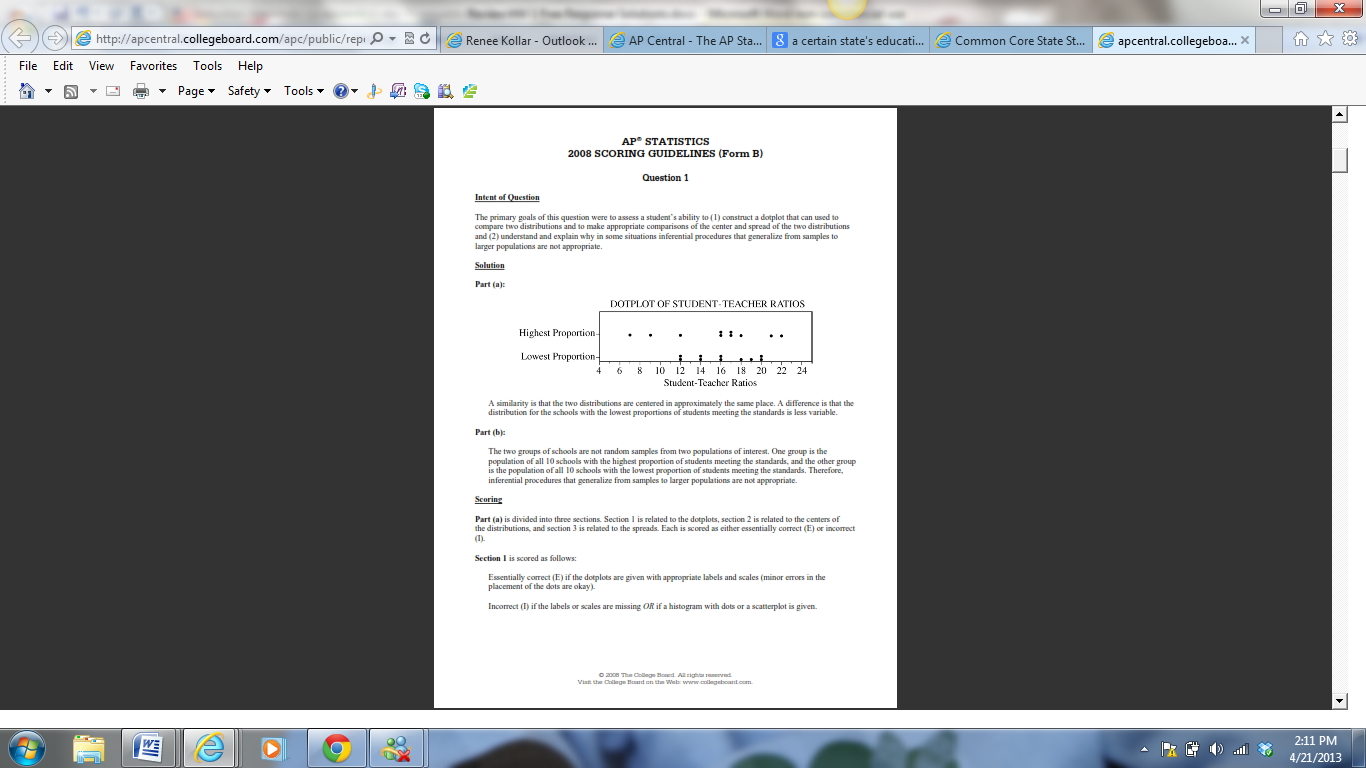 http://apcentral.collegeboard.com/apc/public/rep
Renee Kollar - Outlook ...
AP Central - The AP Sta...
a certain state's educati...
Common Core State St...
apcentral.collegeboa...
File Edit View Favorites Tools Help
Page Safety Tools
AP® STATISTICS
2008 SCORING GUIDELINES (Form B)
Question 1
Intent of Question
The primary goals of this question were to assess a student's ability to (1) construct a dotplot that can used to
compare two distributions and to make appropriate comparisons of the center and spread of the two distributions
and (2) understand and explain why in some situations inferential procedures that generalize from samples to
larger populations are not appropriate.
Solution
Part (a):
DOTPLOT OF STUDENT-TEACHER RATIOS
Highest Proportion
Lowest Proportion
4 6 8 10 12 14 16 18 20 22 24
Student-Teacher Ratios
A similarity is that the two distributions are centered in approximately the same place. A difference is that the
distribution for the schools with the lowest proportions of students meeting the standards is less variable.
Part (b):
The two groups of schools are not random samples from two populations of interest. One group is the
population of all 10 schools with the highest proportion of students meeting the standards, and the other group
is the population of all 10 schools with the lowest proportion of students meeting the standards. Therefore,
inferential procedures that generalize from samples to larger populations are not appropriate.
Scoring
Part (a) is divided into three sections. Section 1 is related to the dotplots, section 2 is related to the centers of
the distributions, and section 3 is related to the spreads. Each is scored as either essentially correct (E) or incorrect
(I).
Section 1 is scored as follows:
Essentially correct (E) if the dotplots are given with appropriate labels and scales (minor errors in the
placement of the dots are okay).
Incorrect (I) if the labels or scales are missing OR if a histogram with dots or a scatterplot is given.
© 2008 The College Board. All rights reserved.
Visit the College Board on the Web: www.collegeboard.com.
2:11 PM
4/21/2013